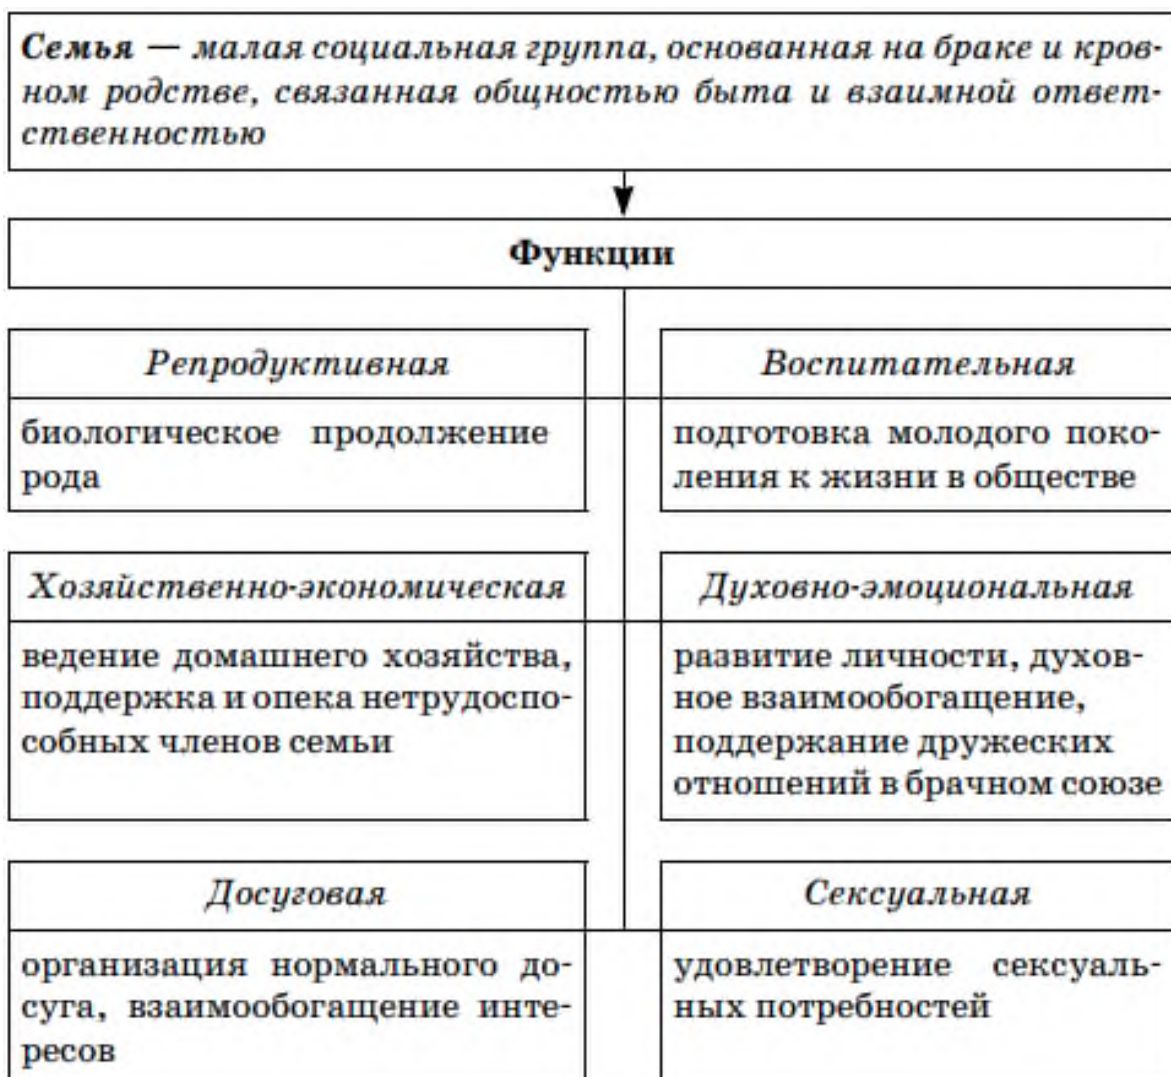 Семья — малая социальная группа, основанная на браке и кров-
ном родстве, связанная общностью быта и взаимной ответ-
ственностью
Функции
Репродуктивная
биологическое продолжение
рода
Воспитательная
подготовка молодого поко-
ления к жизни в обществе
Хозяйственно-экономическая
ведение домашнего хозяйства,
поддержка и опека нетрудоспо-
собных членов семьи
Духовно-эмоциональная
развитие личности, духов-
ное взаимообогащение,
поддержание дружеских
отношений в брачном союзе
Досуговая
организация нормального до-
суга, взаимообогащение инте-
ресов
Сексуальная
удовлетворение сексуаль-
ных потребностей